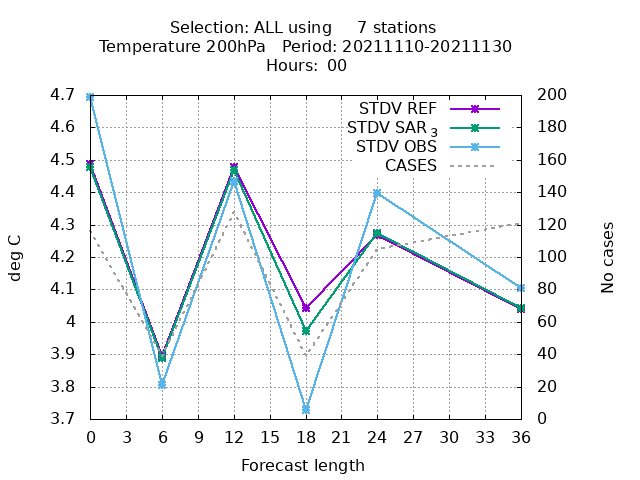 Selection: ALL using 7 stations
Temperature 200hPa Period: 20211110-20211130
Hours: 00
STDV REF
STDV SAR 3
STDV OBS
CASES
4.7
4.6
4.5
4.4
4.3
4.2
4.1
4
3.9
3.8
3.7
deg C
200
180
160
140
120
100
80
60
40
20
0
No cases
0 3 6 9 12 15 18 21 24 27 30 33 36
Forecast length